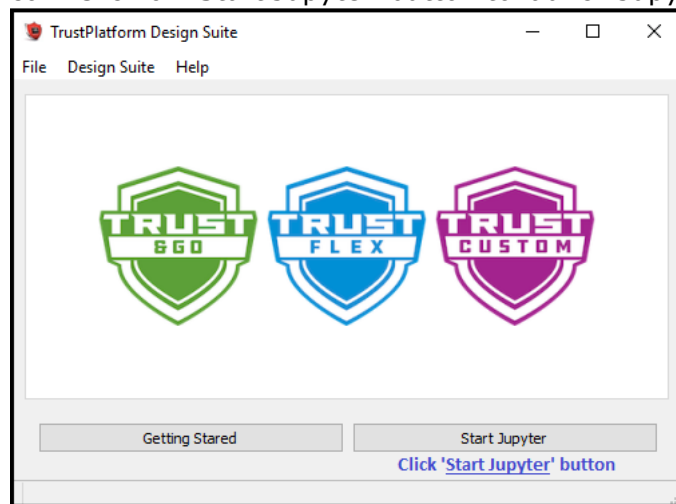 TrustPlatform Design Suite
File Design Suite Help
TRUST &GO
TRUST FLEX
TRUST CUSTOM
Getting Stared
Start Jupyter
Click 'Start Jupyter' button